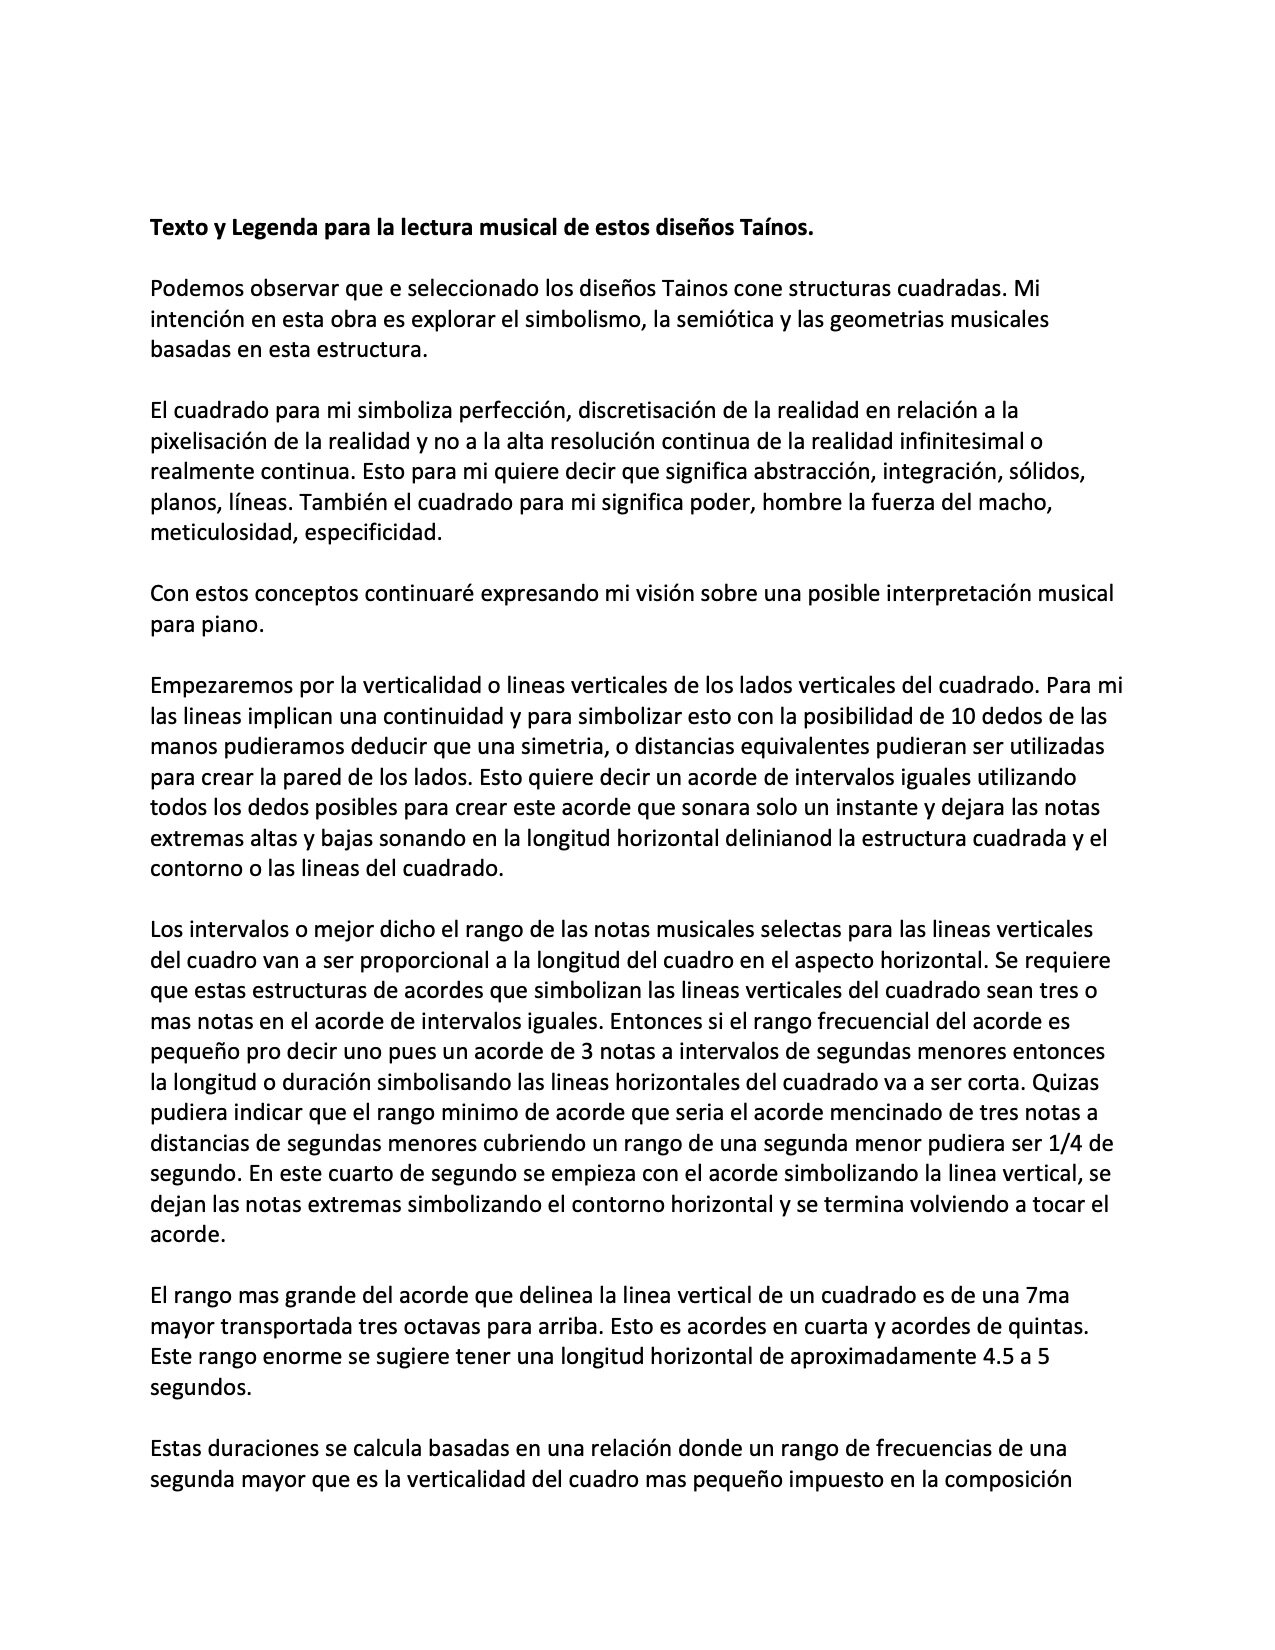 Texto y Legenda para la lectura musical de estos diseños Taínos.
Podemos observar que e seleccionado los diseños Tainos cone structuras cuadradas. Mi
intención en esta obra es explorar el simbolismo, la semiótica y las geometrias musicales
basadas en esta estructura.
El cuadrado para mi simboliza perfección, discretisación de la realidad en relación a la
pixelisación de la realidad y no a la alta resolución continua de la realidad infinitesimal o
realmente continua. Esto para mi quiere decir que significa abstracción, integración, sólidos,
planos, líneas. También el cuadrado para mi significa poder, hombre la fuerza del macho,
meticulosidad, especificidad.
Con estos conceptos continuaré expresando mi visión sobre una posible interpretación musical
para piano.
Empezaremos por la verticalidad o lineas verticales de los lados verticales del cuadrado. Para mi
las lineas implican una continuidad y para simbolizar esto con la posibilidad de 10 dedos de las
manos pudieramos deducir que una simetria, o distancias equivalentes pudieran ser utilizadas
para crear la pared de los lados. Esto quiere decir un acorde de intervalos iguales utilizando
todos los dedos posibles para crear este acorde que sonara solo un instante y dejara las notas
extremas altas y bajas sonando en la longitud horizontal delinianod la estructura cuadrada y el
contorno o las lineas del cuadrado.
Los intervalos o mejor dicho el rango de las notas musicales selectas para las lineas verticales
del cuadro van a ser proporcional a la longitud del cuadro en el aspecto horizontal. Se requiere
que estas estructuras de acordes que simbolizan las lineas verticales del cuadrado sean tres o
mas notas en el acorde de intervalos iguales. Entonces si el rango frecuencial del acorde es
pequeño pro decir uno pues un acorde de 3 notas a intervalos de segundas menores entonces
la longitud o duración simbolisando las lineas horizontales del cuadrado va a ser corta. Quizas
pudiera indicar que el rango minimo de acorde que seria el acorde mencinado de tres notas a
distancias de segundas menores cubriendo un rango de una segunda menor pudiera ser 1/4 de
segundo. En este cuarto de segundo se empieza con el acorde simbolizando la linea vertical, se
dejan las notas extremas simbolizando el contorno horizontal y se termina volviendo a tocar el
acorde.
El rango mas grande del acorde que delinea la linea vertical de un cuadrado es de una 7ma
mayor transportada tres octavas para arriba. Esto es acordes en cuarta y acordes de quintas.
Este rango enorme se sugiere tener una longitud horizontal de aproximadamente 4.5 a 5
segundos.
Estas duraciones se calcula basadas en una relación donde un rango de frecuencias de una
segunda mayor que es la verticalidad del cuadro mas pequeño impuesto en la composición